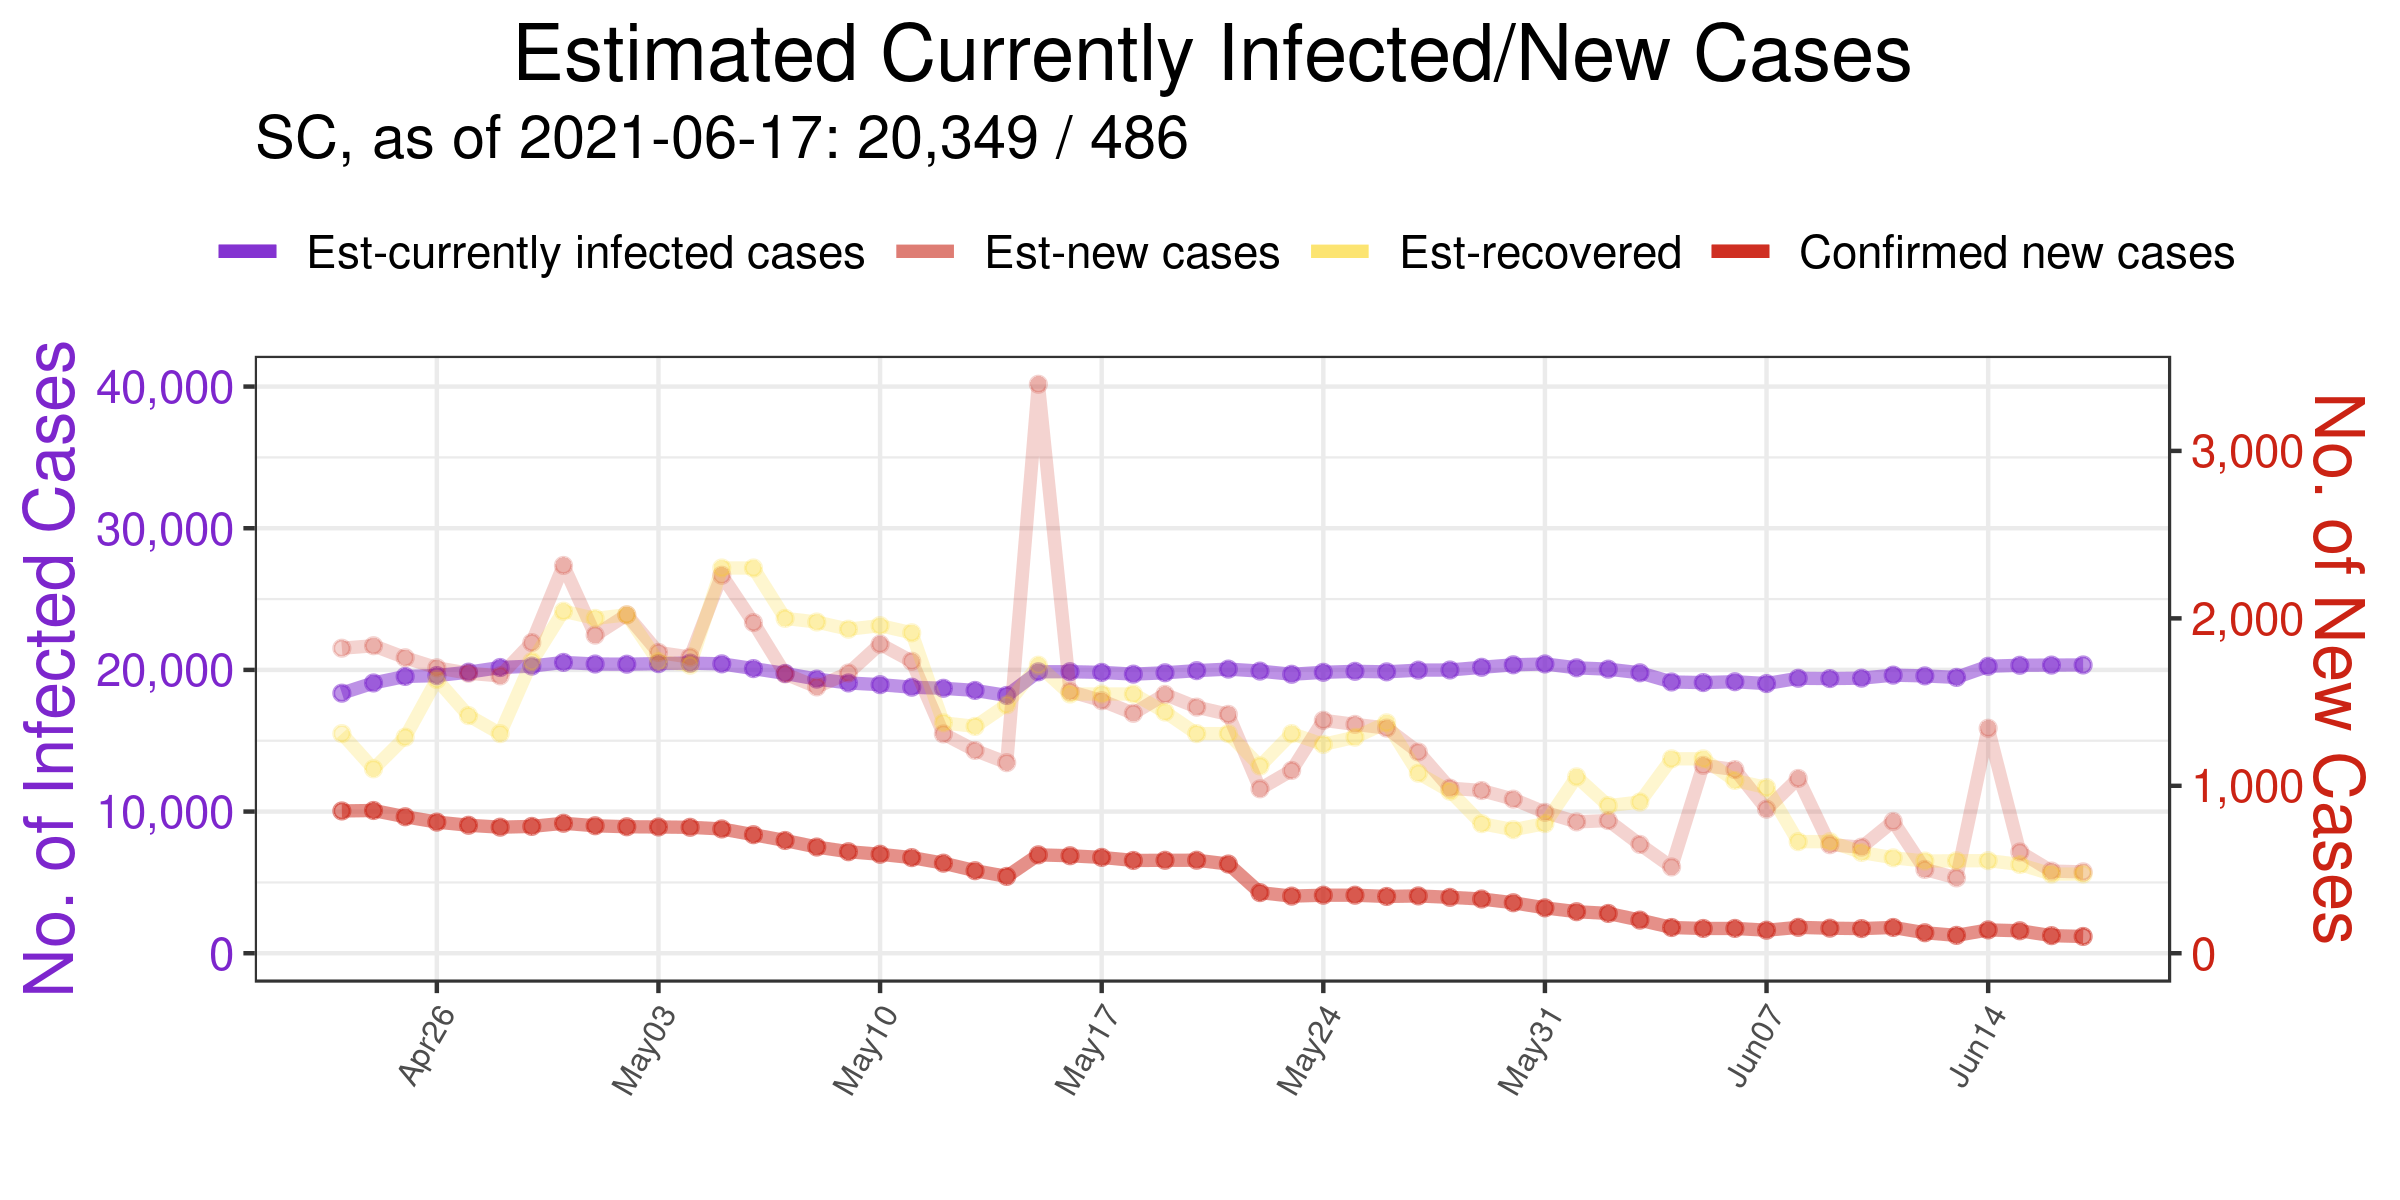 Estimated Currently Infected/New Cases
SC, as of 2021-06-17: 20,349 / 486
Est-currently infected cases Est-new cases Est-recovered Confirmed new cases
No. of Infected Cases
40,000
30,000
20,000
10,000
0
3,000
2,000
1,000
0
No. of New Cases
Apr26 May03 May10 May17 May24 May31 Jun07 Jun14